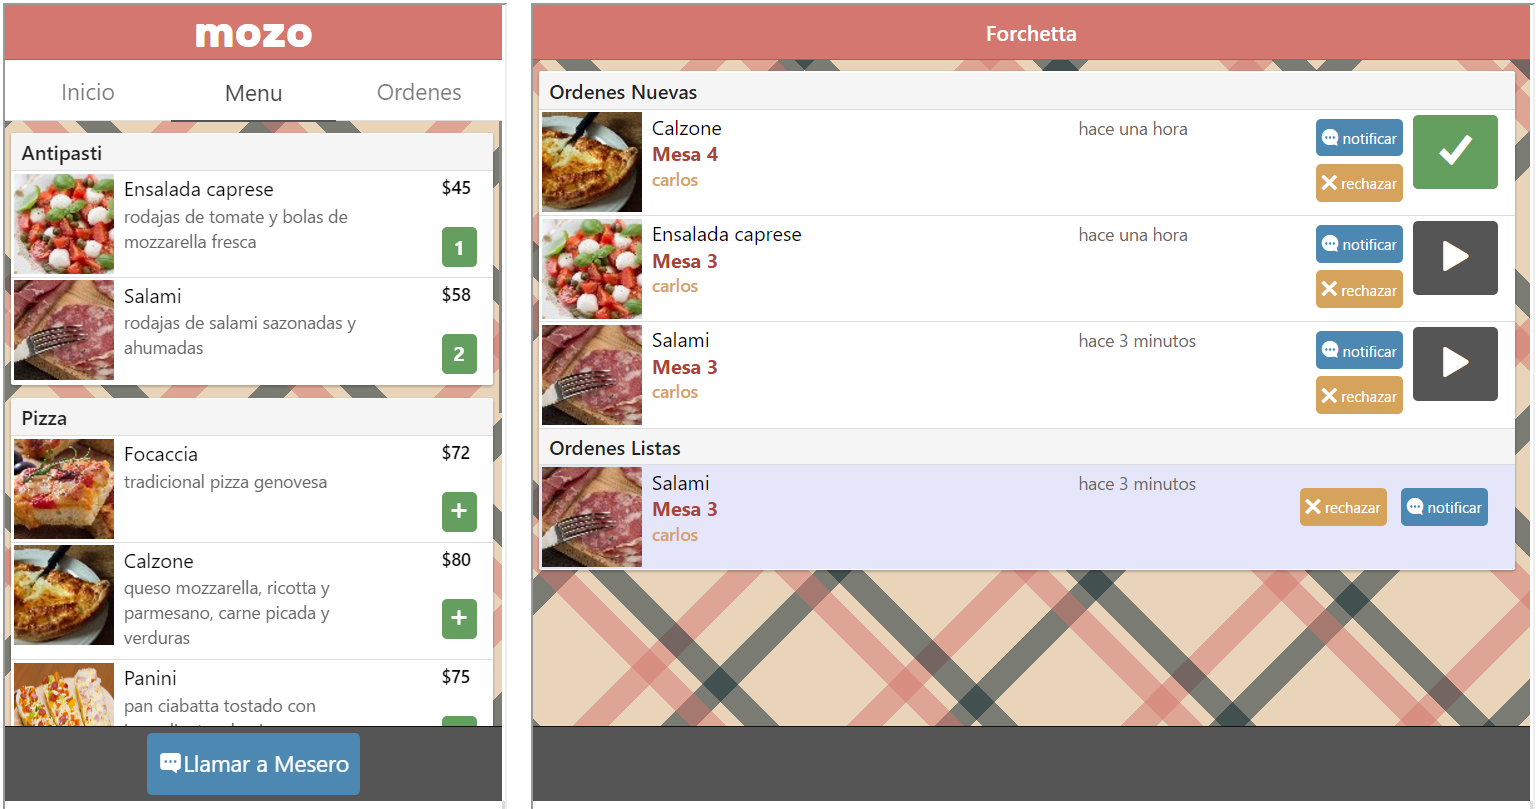 mozo
Inicio
Menu
Ordenes
Antipasti
Ensalada caprese
$45
rodajas de tomate y bolas de
mozzarella fresca
1
Salami
$58
rodajas de salami sazonadas y
ahumadas
2
Pizza
Focaccia
$72
tradicional pizza genovesa
+
Calzone
$80
queso mozzarella, ricotta y
parmesano, carne picada y
verduras
+
Panini
$75
pan ciabatta tostado con
Llamar a Mesero
Forchetta
Ordenes Nuevas
Calzone
hace una hora
notificar
Mesa 4
rechazar
carlos
Ensalada caprese
hace una hora
notificar
Mesa 3
rechazar
carlos
Salami
hace 3 minutos
notificar
Mesa 3
rechazar
carlos
Ordenes Listas
Salami
hace 3 minutos
Mesa 3
rechazar
notificar
carlos